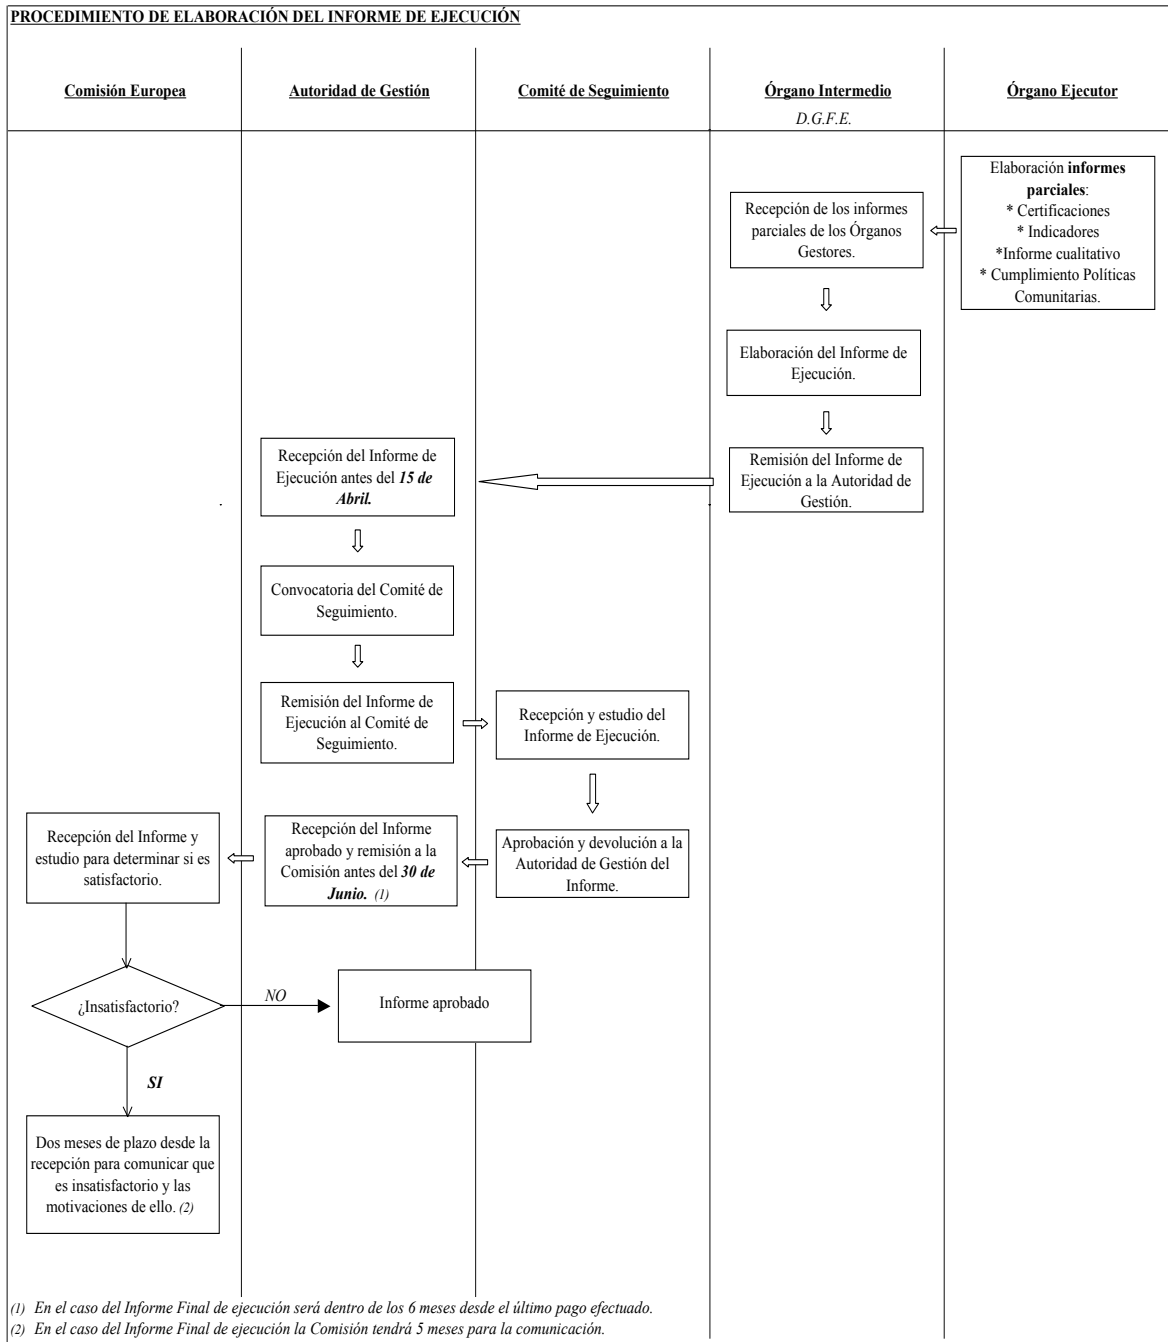 PROCEDIMIENTO DE ELABORACIÓN DEL INFORME DE EJECUCIÓN
Comisión Europea
Autoridad de Gestión
Comité de Seguimiento
Órgano Intermedio
D.G.F.E.
Órgano Ejecutor
Elaboración informes
parciales:
* Certificaciones
* Indicadores
*Informe cualitativo
* Cumplimiento Políticas
Comunitarias.
Recepción de los informes
parciales de los Órganos
Gestores.
Elaboración del Informe de
Ejecución.
Remisión del Informe de
Ejecución a la Autoridad de
Gestión.
Recepción del Informe de
Ejecución antes del 15 de
Abril.
Convocatoria del Comité de
Seguimiento.
Remisión del Informe de
Ejecución al Comité de
Seguimiento.
Recepción y estudio del
Informe de Ejecución.
Aprobación y devolución a la
Autoridad de Gestión del
Informe.
Recepción del Informe
aprobado y remisión a la
Comisión antes del 30 de
Junio. (1)
Recepción del Informe y
estudio para determinar si es
satisfactorio.
¿Insatisfactorio?
NO
Informe aprobado
SI
Dos meses de plazo desde la
recepción para comunicar que
es insatisfactorio y las
motivaciones de ello. (2)
(1) En el caso del Informe Final de ejecución será dentro de los 6 meses desde el último pago efectuado.
(2) En el caso del Informe Final de ejecución la Comisión tendrá 5 meses para la comunicación.